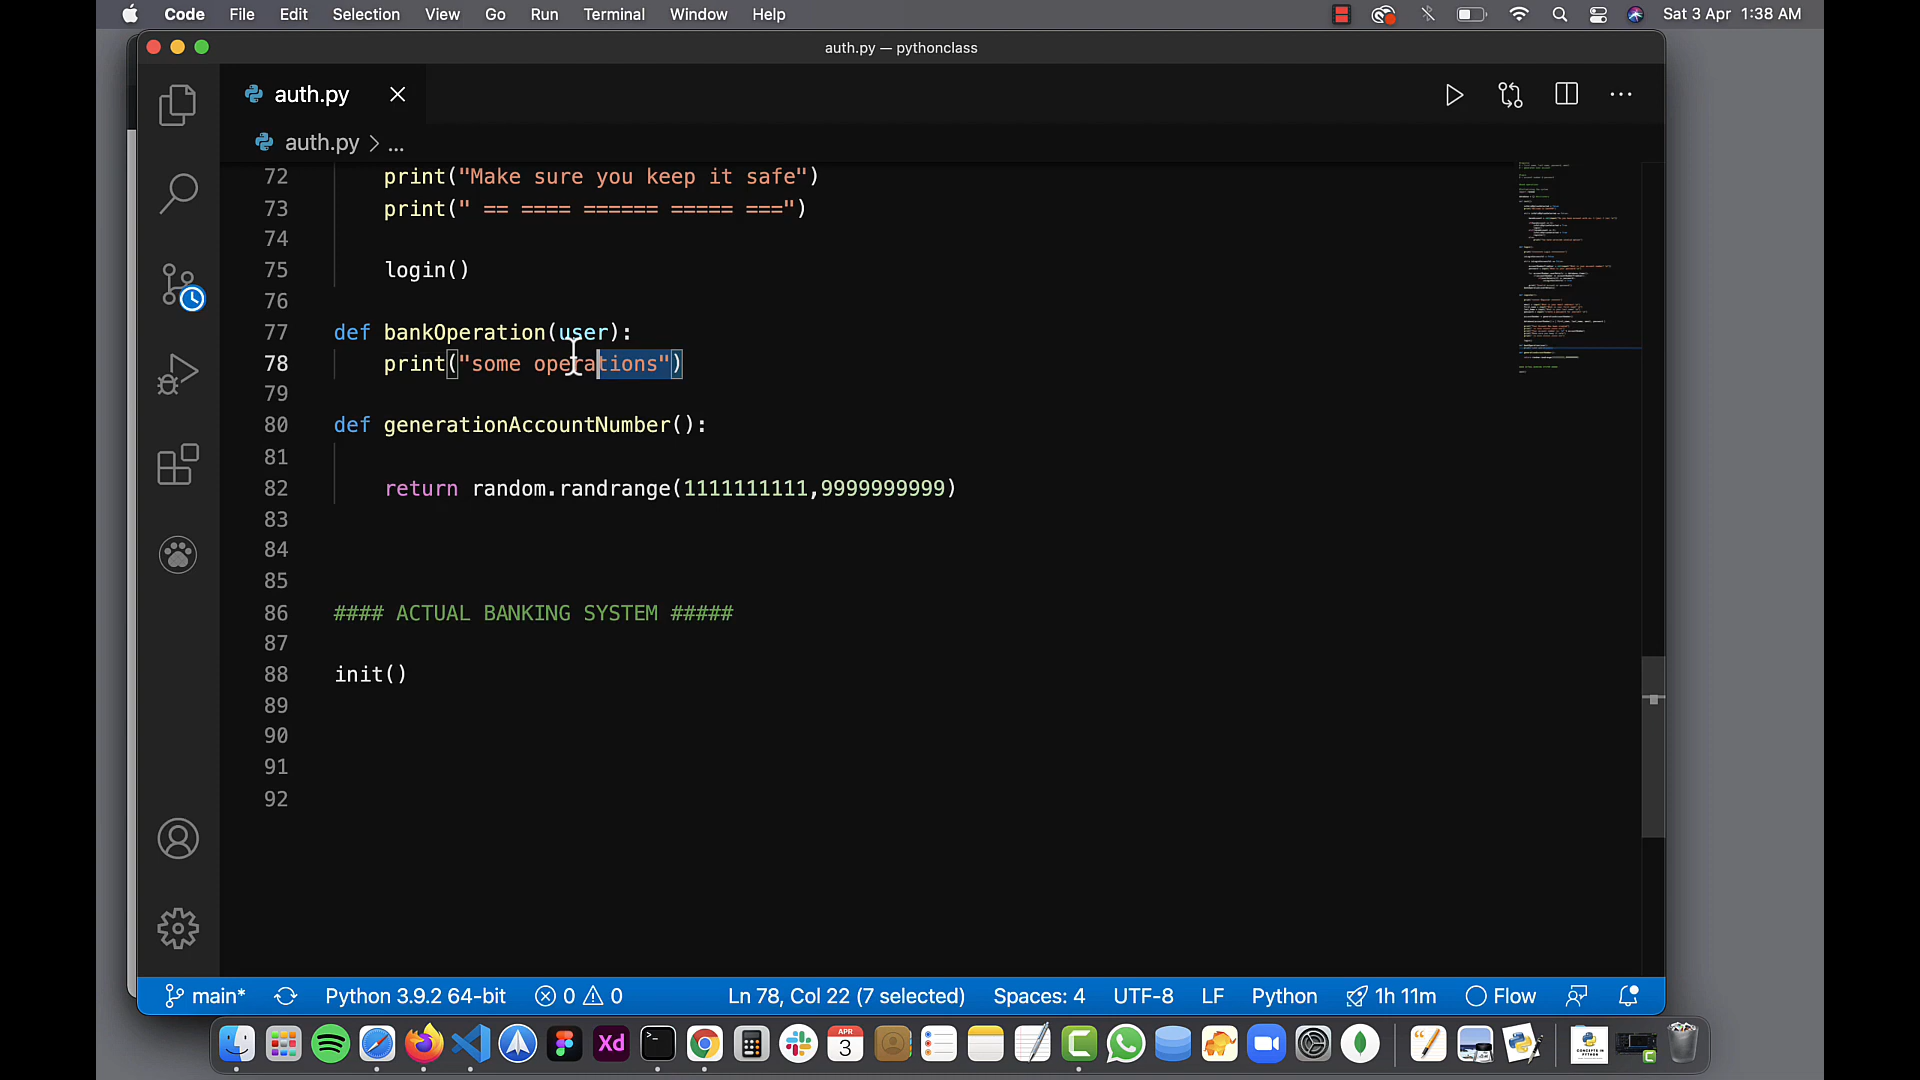 Code File Edit Selection View Go Run Terminal Window Help Sat 3 Apr 1:38 AM
auth.py — pythonclass
auth.py
auth.py > ...
72 print("Make sure you keep it safe")
73 print(" == ==== ====== ===== ===")
74
75 login()
76
77 def bankOperation(user):
78 print("some operations")
79
80 def generationAccountNumber():
81
82 return random.randrange(1111111111,9999999999)
83
84
85
86 #### ACTUAL BANKING SYSTEM #####
87
88 init()
89
90
91
92
main* Python 3.9.2 64-bit 0 0 Ln 78, Col 22 (7 selected) Spaces: 4 UTF-8 LF Python 1h 11m Flow
Xd
APR
3